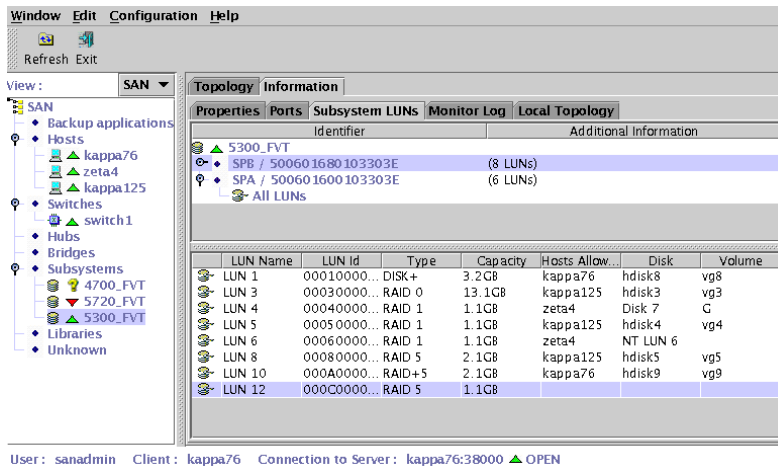 Window Edit Configuration Help
Refresh Exit
View : SAN
SAN
Backup applications
Hosts
kappa76
zeta4
kappa125
Switches
switch1
Hubs
Bridges
Subsystems
4700_FVT
5720_FVT
5300_FVT
Libraries
Unknown
Topology Information
Properties Ports Subsystem LUNs Monitor Log Local Topology
Identifier Additional Information
5300_FVT
SPB / 500601680103303E (8 LUNs)
SPA / 500601600103303E (6 LUNs)
All LUNs
LUN Name LUN Id Type Capacity Hosts Allow... Disk Volume
LUN 1 00010000... DISK+ 3.2GB kappa76 hdisk8 vg8
LUN 3 00030000... RAID 0 13.1GB kappa125 hdisk3 vg3
LUN 4 00040000... RAID 1 1.1GB zeta4 Disk 7 G
LUN 5 00050000... RAID 1 1.1GB kappa125 hdisk4 vg4
LUN 6 00060000... RAID 1 1.1GB zeta4 NT LUN 6
LUN 8 00080000... RAID 5 2.1GB kappa125 hdisk5 vg5
LUN 10 000A0000... RAID+5 2.1GB kappa76 hdisk9 vg9
LUN 12 000C0000... RAID 5 1.1GB
User : sanadmin Client : kappa76 Connection to Server : kappa76:38000 OPEN